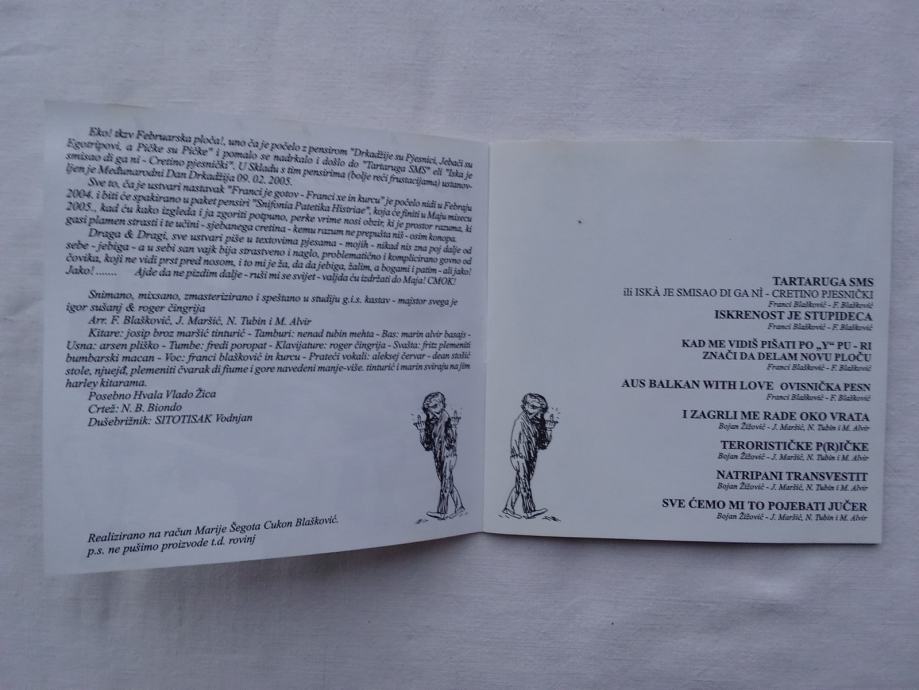 Eko! tkzv Februarska ploča!, uno ča je počelo z pensirom "Drkadžije su Pjesnici, Jebači su
Egotripovi, a Pičke su Pičke" i pomalo se nadrkalo i došlo do "Tartaruga SMS" eli "Iska je
smisao di ga ni - Cretino pjesnički". U Skladu s tim pensirima (bolje reči frustacijama) ustanov-
ljen je Međunarodni Dan Drkadžija 09. 02. 2005.
Sve to, ča je ustvari nastavak "Franci je gotov - Franci xe in kurcu" je počelo nidi u Febraju
2004. i biti će spakirano u paket pensiri "Snifonia Patetika Histriae", koja će finiti u Maju misecu
2005., kad ću kako izgleda i ja zgoriti potpuno, perke vrime nosi obzir, ki je prostor razuma, ki
gasi plamen strasti i te učini - sjebanega cretina - kemu razum ne prepušta niš - osim konopa.
Draga & Dragi, sve ustvari piše u textovima pjesama - mojih - nikad nis zna poj dalje od
sebe - jebiga - a u sebi san vajk bija strastveno i naglo, problematično i komplicirano govno od
čovika, koji ne vidi prst pred nosom, i to mi je ža, da da jebiga, žalim, a bogami i patim - ali jako!
Jako! ....... Ajde da ne pizdim dalje - ruši mi se svijet - valjda ću izdržati do Maja! CMOK!
Snimano, mixsano, zmasterizirano i speštano u studiju g.i.s. kastav - majstor svega je
igor sušanj & roger čingrija
Arr. F. Blašković, J. Maršić, N. Tubin i M. Alvir
Kitare: josip broz maršić tinturić - Tamburi: nenad tubin mehta - Bas: marin alvir basajs -
Usna: arsen pliško - Tumbe: fredi poropat - Klavijature: roger čingrija - Svašta: fritz plemeniti
bumbarski macan - Voc: franci blašković in kurcu - Prateći vokali: aleksej červar - dean stošić
stole, njuejđ, plemeniti čvarak di fiume i gore navedeni manje-više. tinturić i marin sviraju na jim
harley kitarama.
Posebno Hvala Vlado Žica
Crtež: N. B. Biondo
Dušebrižnik: SITOTISAK Vodnjan
Realizirano na račun Marije Šegota Cukon Blašković.
p.s. ne pušimo proizvode t.d. rovinj
TARTARUGA SMS
ili ISKÀ JE SMISAO DI GA NÌ - CRETINO PJESNIČKI
Franci Blašković - F. Blašković
ISKRENOST JE STUPIDECA
Franci Blašković - F. Blašković
KAD ME VIDIŠ PIŠATI PO „Y“ PU - RI
ZNAČI DA DELAM NOVU PLOČU
Franci Blašković - F. Blašković
AUS BALKAN WITH LOVE OVISNIČKA PESN
Franci Blašković - F. Blašković
I ZAGRLI ME RADE OKO VRATA
Bojan Žižović - J. Maršić, N. Tubin i M. Alvir
TERORISTIČKE P(R)IČKE
Bojan Žižović - J. Maršić, N. Tubin i M. Alvir
NATRIPANI TRANSVESTIT
Bojan Žižović - J. Maršić, N. Tubin i M. Alvir
SVE ĆEMO MI TO POJEBATI JUČER
Bojan Žižović - J. Maršić, N. Tubin i M. Alvir